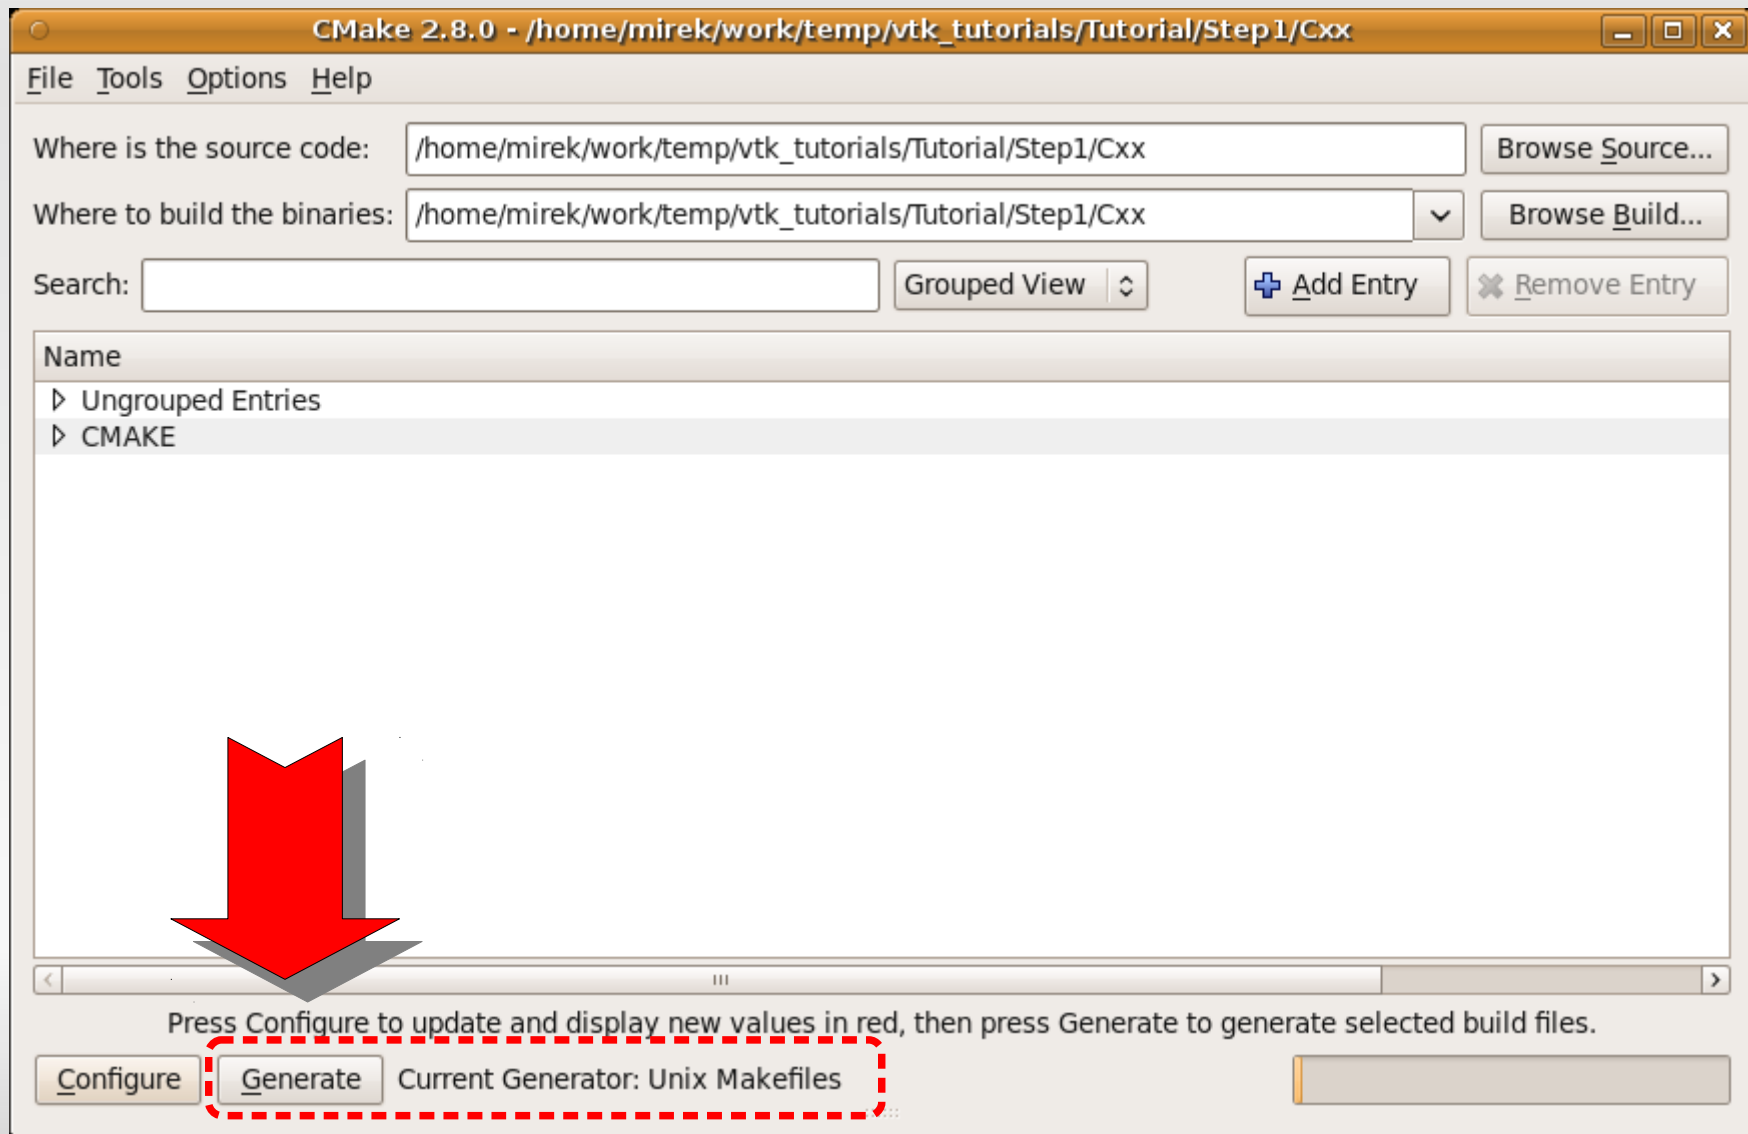 CMake 2.8.0 - /home/mirek/work/temp/vtk_tutorials/Tutorial/Step1/Cxx
File Tools Options Help
Where is the source code: /home/mirek/work/temp/vtk_tutorials/Tutorial/Step1/Cxx Browse Source...
Where to build the binaries: /home/mirek/work/temp/vtk_tutorials/Tutorial/Step1/Cxx Browse Build...
Search: Grouped View Add Entry Remove Entry
Name
Ungrouped Entries
CMAKE
Press Configure to update and display new values in red, then press Generate to generate selected build files.
Configure Generate Current Generator: Unix Makefiles